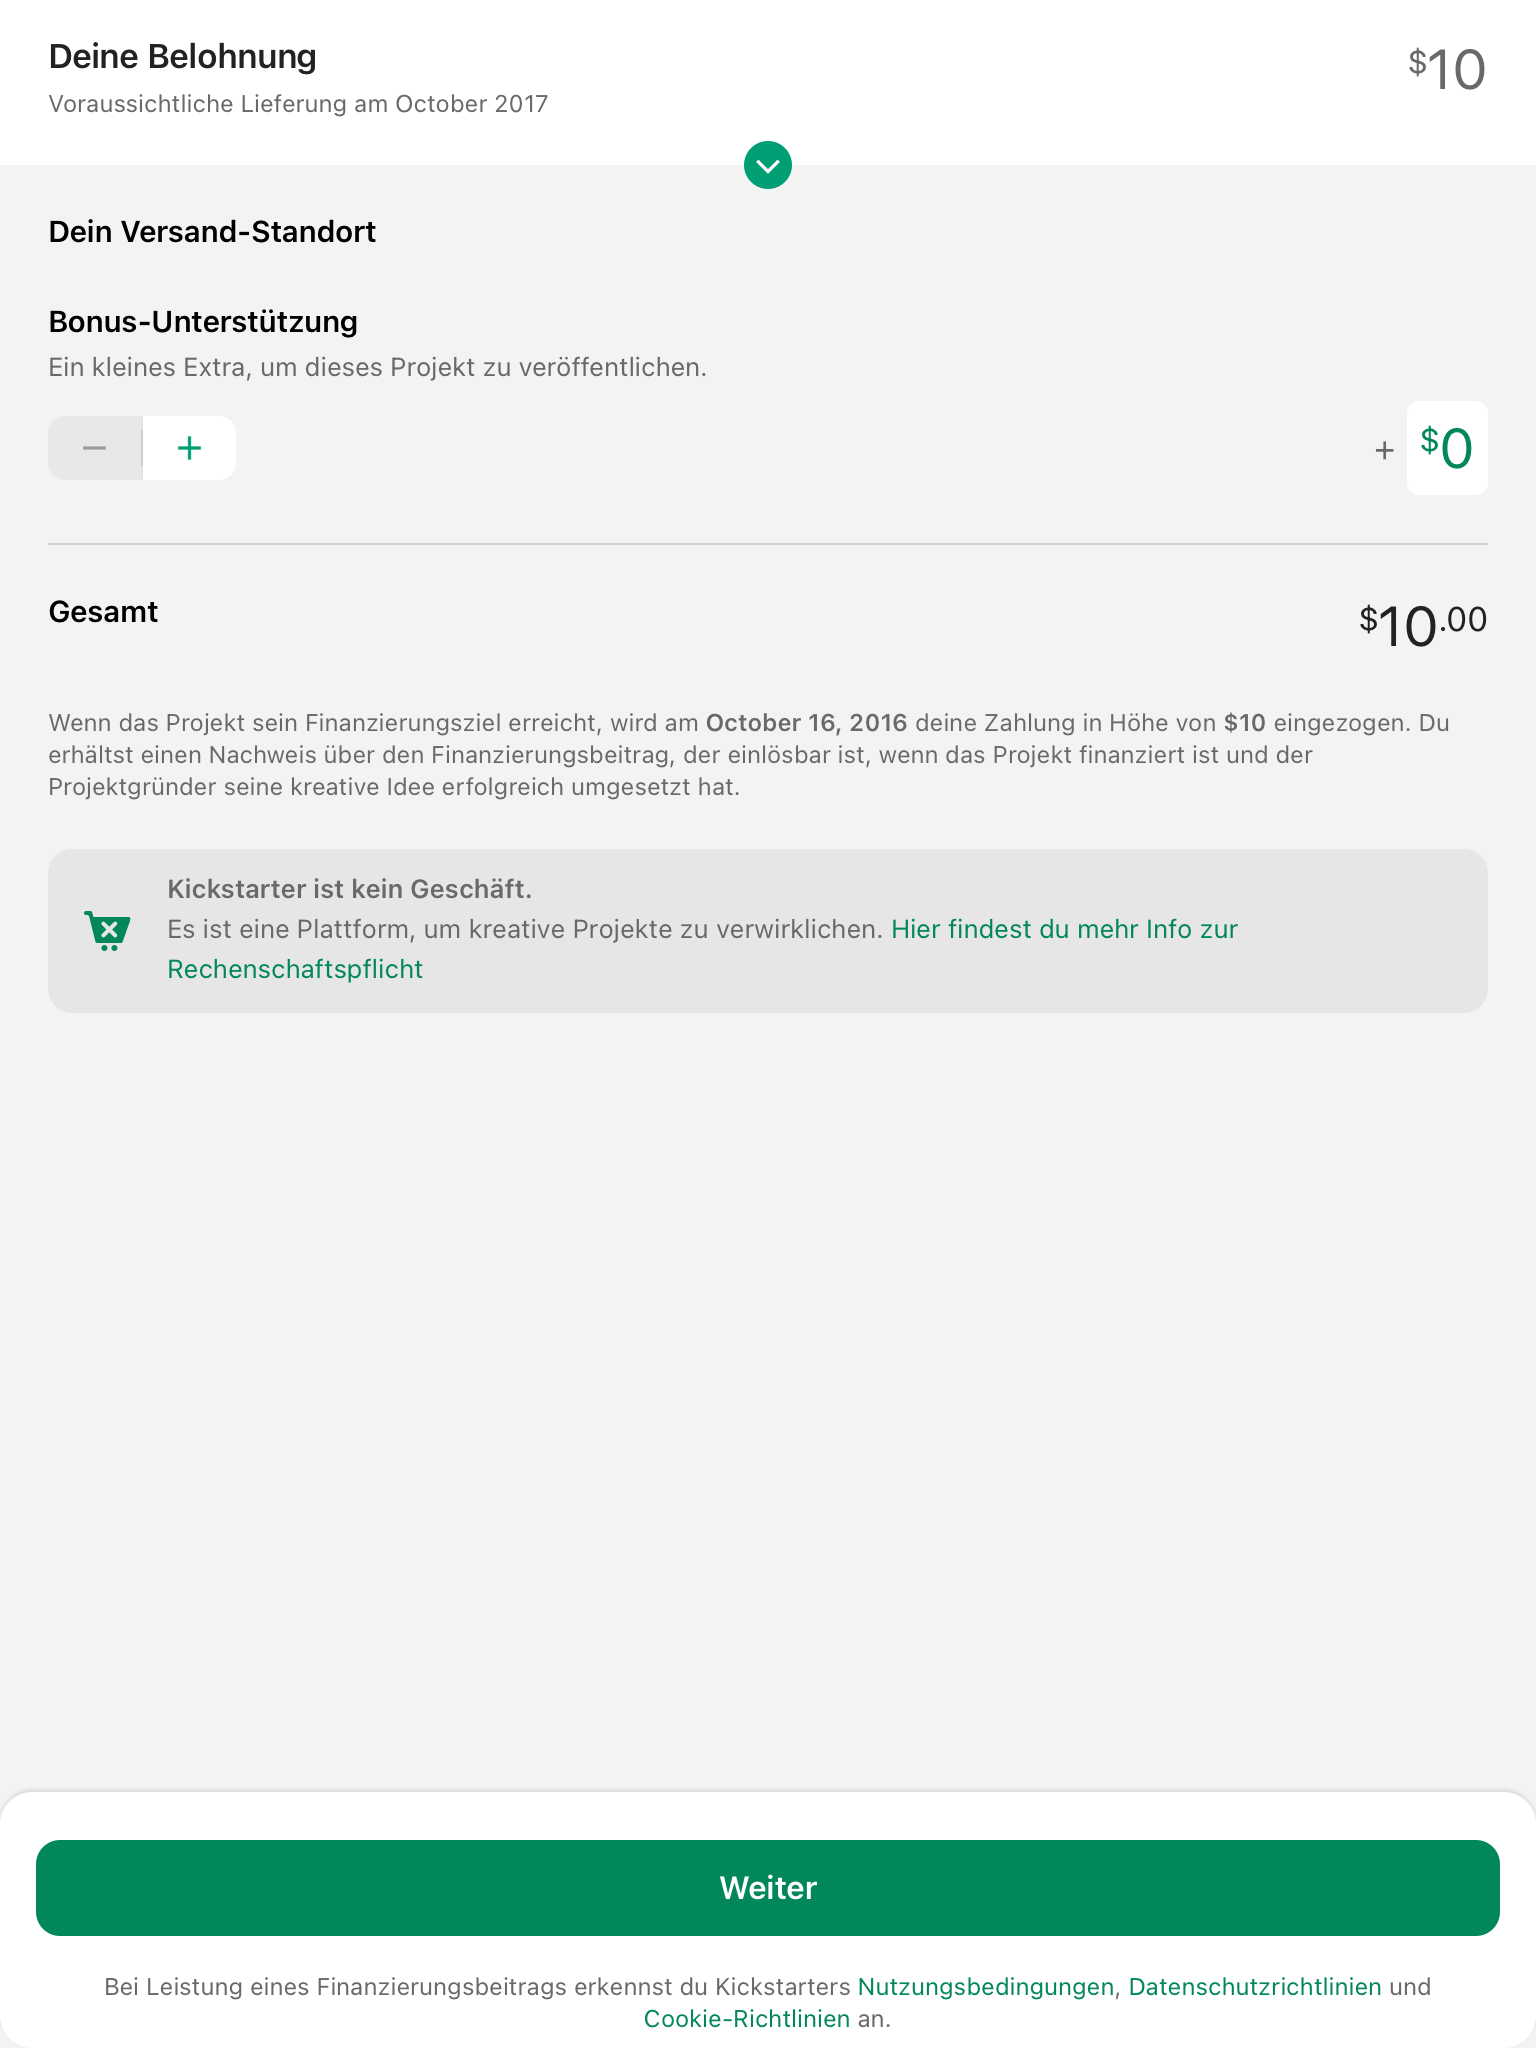 Deine Belohnung
$10
Voraussichtliche Lieferung am October 2017
Dein Versand-Standort
Bonus-Unterstützung
Ein kleines Extra, um dieses Projekt zu veröffentlichen.
+ $0
Gesamt
$10.00
Wenn das Projekt sein Finanzierungsziel erreicht, wird am October 16, 2016 deine Zahlung in Höhe von $10 eingezogen. Du
erhältst einen Nachweis über den Finanzierungsbeitrag, der einlösbar ist, wenn das Projekt finanziert ist und der
Projektgründer seine kreative Idee erfolgreich umgesetzt hat.
Kickstarter ist kein Geschäft.
Es ist eine Plattform, um kreative Projekte zu verwirklichen. Hier findest du mehr Info zur
Rechenschaftspflicht
Weiter
Bei Leistung eines Finanzierungsbeitrags erkennst du Kickstarters Nutzungsbedingungen, Datenschutzrichtlinien und
Cookie-Richtlinien an.